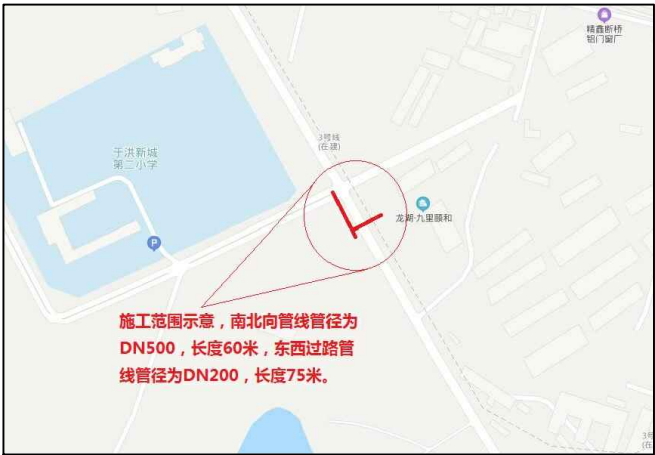 精鑫断桥
铝门窗厂
3号线
(在建)
于洪新城
第二小学
龙湖·九里颐和
P
施工范围示意，南北向管线管径为
DN500，长度60米，东西过路管
线管径为DN200，长度75米。
3号
(在